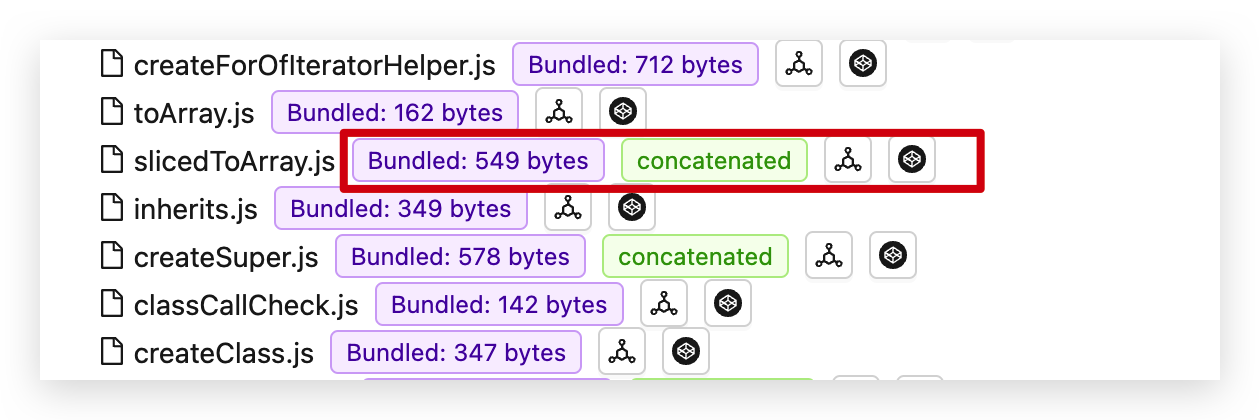 createForOfIteratorHelper.js Bundled: 712 bytes
toArray.js Bundled: 162 bytes
slicedToArray.js Bundled: 549 bytes concatenated
inherits.js Bundled: 349 bytes
createSuper.js Bundled: 578 bytes concatenated
classCallCheck.js Bundled: 142 bytes
createClass.js Bundled: 347 bytes